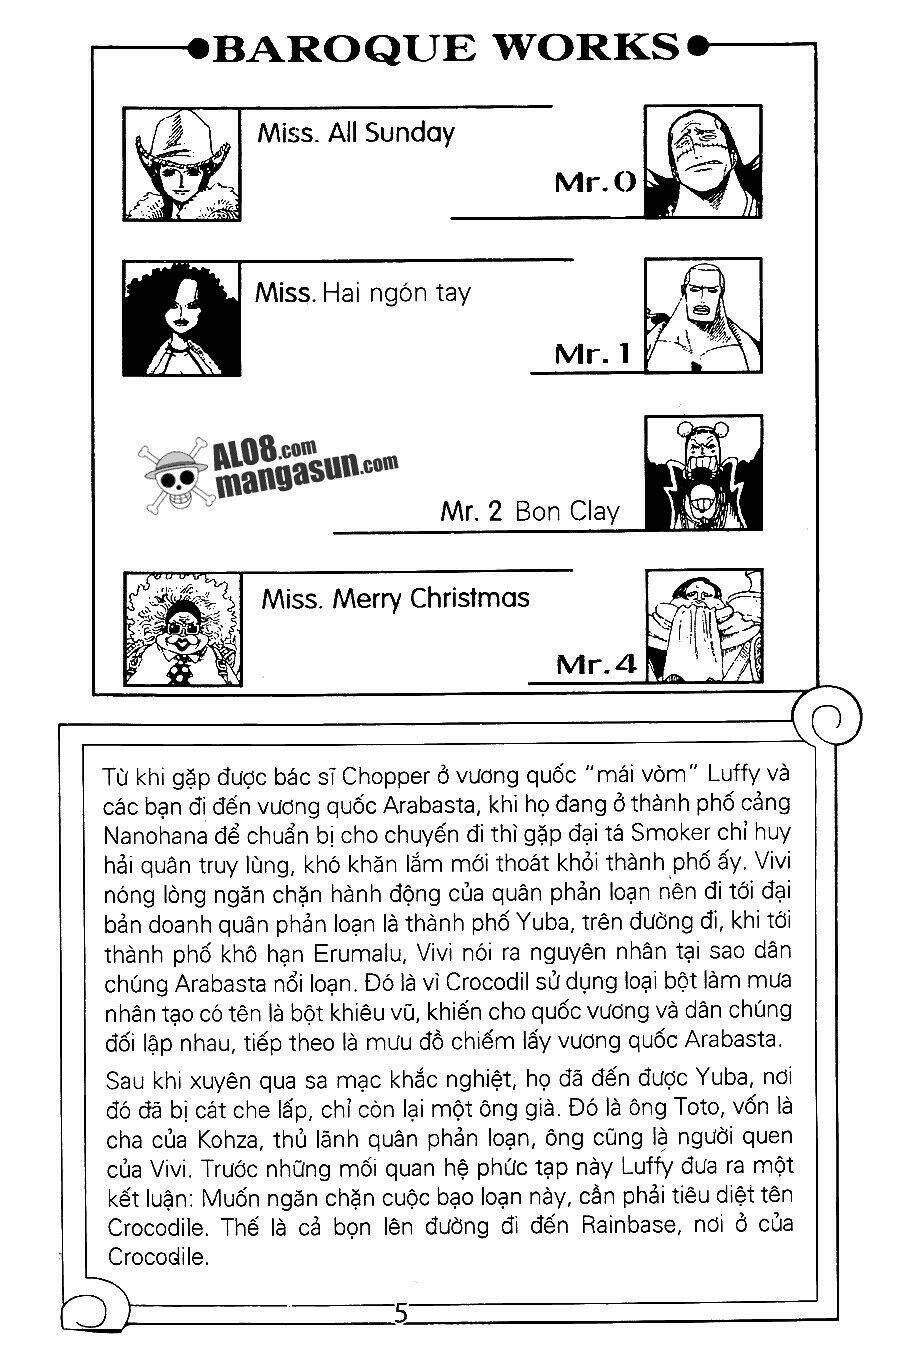 BAROQUE WORKS
Miss. All Sunday
Mr. 0
Miss. Hai ngón tay
Mr. 1
AL08.com
mangasun.com
Mr. 2 Bon Clay
Miss. Merry Christmas
Mr. 4
Từ khi gặp được bác sĩ Chopper ở vương quốc "mái vòm" Luffy và
các bạn đi đến vương quốc Arabasta, khi họ đang ở thành phố cảng
Nanohana để chuẩn bị cho chuyến đi thì gặp đại tá Smoker chỉ huy
hải quân truy lùng, khó khăn lắm mới thoát khỏi thành phố ấy. Vivi
nóng lòng ngăn chặn hành động của quân phản loạn nên đi tới đại
bản doanh quân phản loạn là thành phố Yuba, trên đường đi, khi tới
thành phố khô hạn Erumalu, Vivi nói ra nguyên nhân tại sao dân
chúng Arabasta nổi loạn. Đó là vì Crocodil sử dụng loại bột làm mưa
nhân tạo có tên là bột khiêu vũ, khiến cho quốc vương và dân chúng
đối lập nhau, tiếp theo là mưu đồ chiếm lấy vương quốc Arabasta.
Sau khi xuyên qua sa mạc khắc nghiệt, họ đã đến được Yuba, nơi
đó đã bị cát che lấp, chỉ còn lại một ông già. Đó là ông Toto, vốn là
cha của Kohza, thủ lãnh quân phản loạn, ông cũng là người quen
của Vivi. Trước những mối quan hệ phức tạp này Luffy đưa ra một
kết luận: Muốn ngăn chặn cuộc bạo loạn này, cần phải tiêu diệt tên
Crocodile. Thế là cả bọn lên đường đi đến Rainbase, nơi ở của
Crocodile.
5